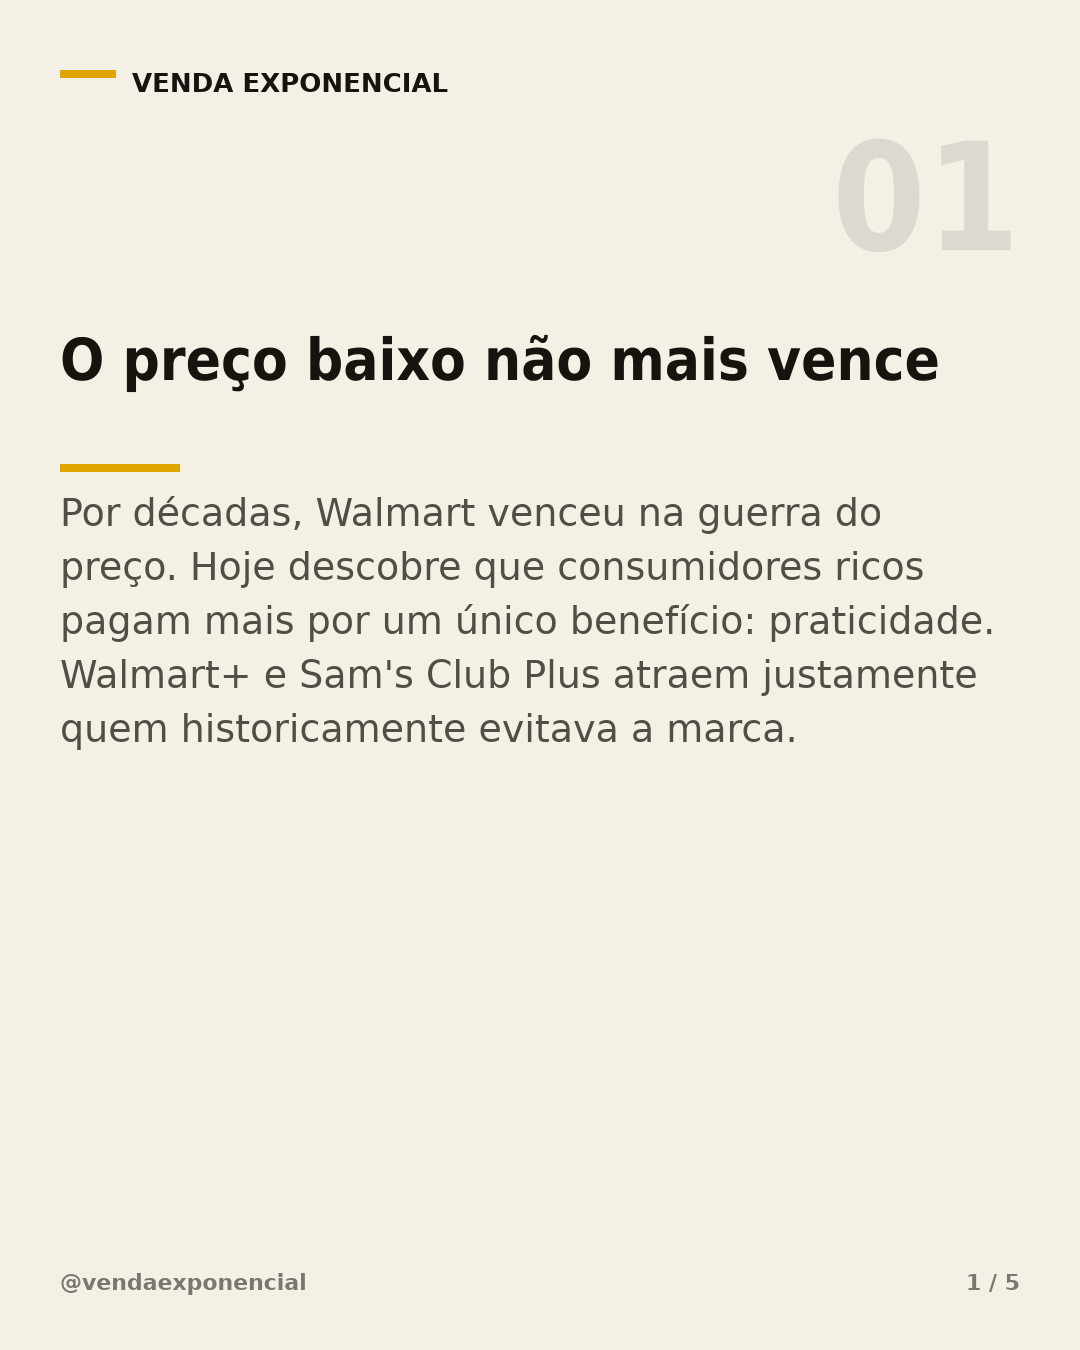 VENDA EXPONENCIAL
01
O preço baixo não mais vence
Por décadas, Walmart venceu na guerra do
preço. Hoje descobre que consumidores ricos
pagam mais por um único benefício: praticidade.
Walmart+ e Sam's Club Plus atraem justamente
quem historicamente evitava a marca.
@vendaexponencial
1 / 5